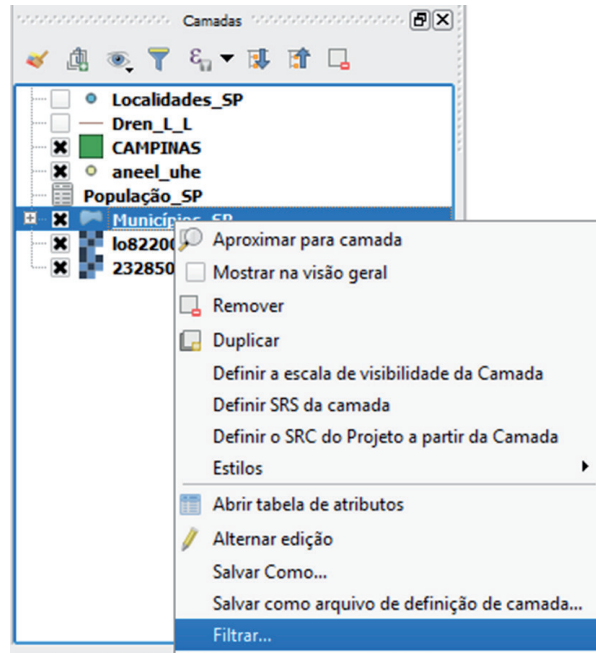 Camadas
Localidades_SP
Dren_L_L
CAMPINAS
aneel_uhe
População_SP
Municípios_SP
lo82200
232850
Aproximar para camada
Mostrar na visão geral
Remover
Duplicar
Definir a escala de visibilidade da Camada
Definir SRS da camada
Definir o SRC do Projeto a partir da Camada
Estilos
Abrir tabela de atributos
Alternar edição
Salvar Como...
Salvar como arquivo de definição de camada...
Filtrar...